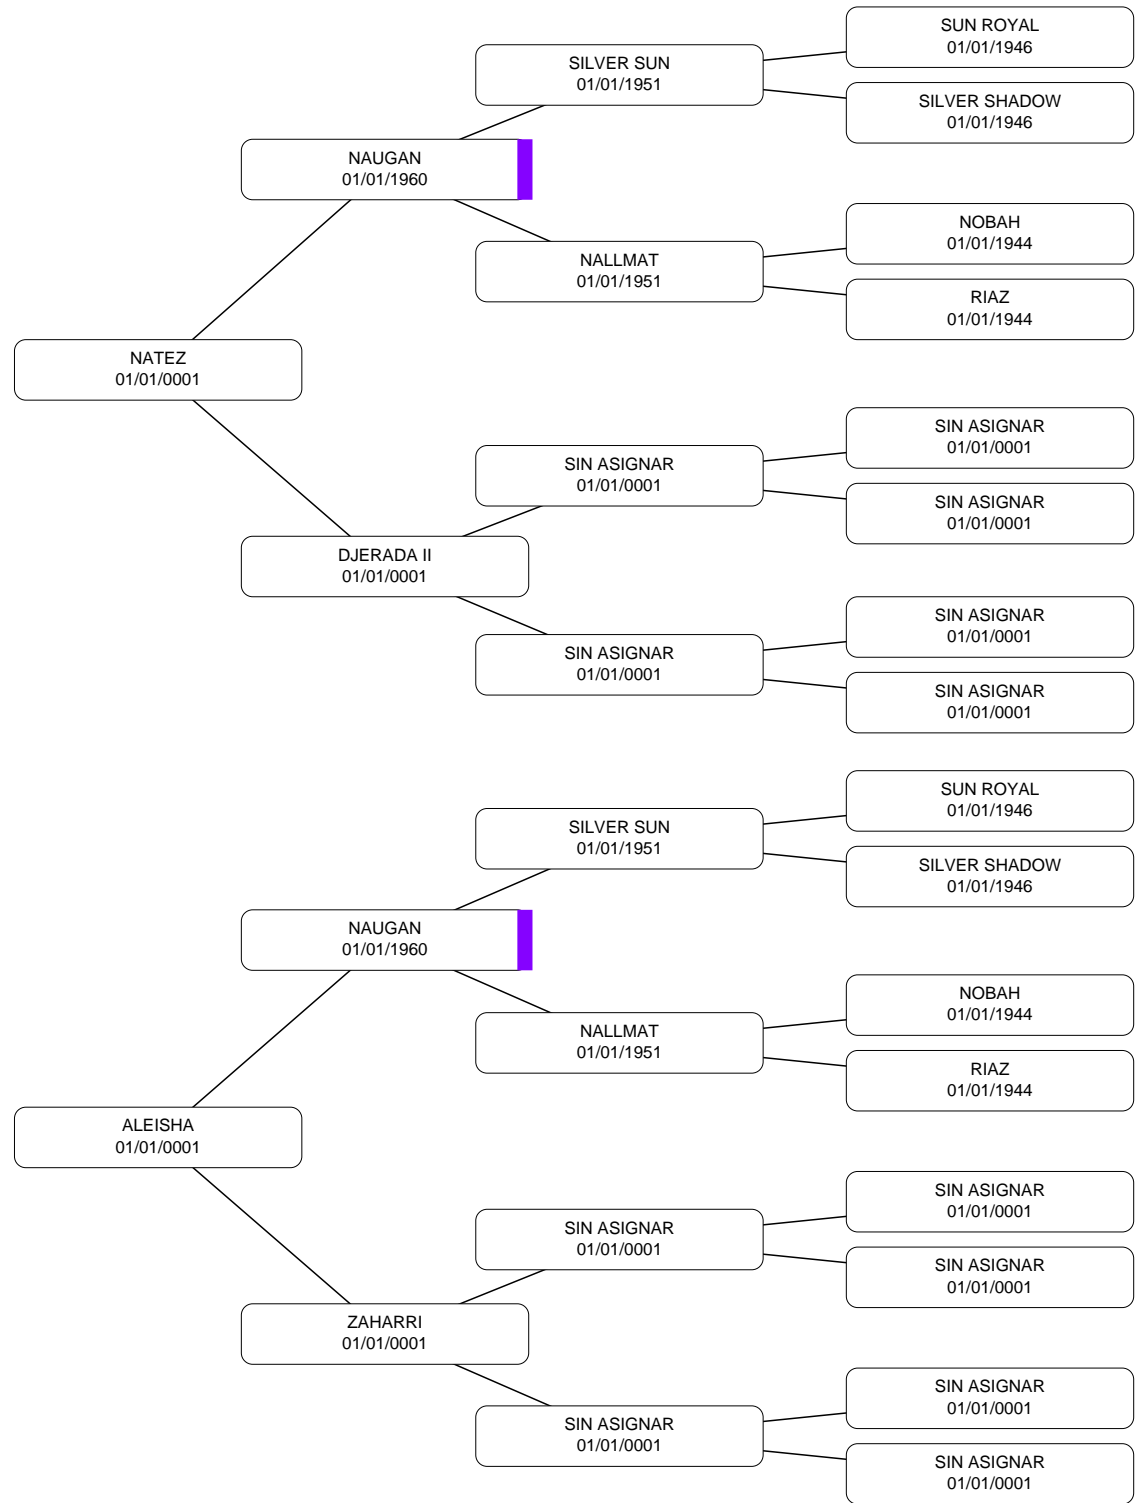 SUN ROYAL
01/01/1946
SILVER SUN
01/01/1951
SILVER SHADOW
01/01/1946
NAUGAN
01/01/1960
NOBAH
01/01/1944
NALLMAT
01/01/1951
RIAZ
01/01/1944
NATEZ
01/01/0001
SIN ASIGNAR
01/01/0001
SIN ASIGNAR
01/01/0001
SIN ASIGNAR
01/01/0001
DJERADA II
01/01/0001
SIN ASIGNAR
01/01/0001
SIN ASIGNAR
01/01/0001
SIN ASIGNAR
01/01/0001
SUN ROYAL
01/01/1946
SILVER SUN
01/01/1951
SILVER SHADOW
01/01/1946
NAUGAN
01/01/1960
NOBAH
01/01/1944
NALLMAT
01/01/1951
RIAZ
01/01/1944
ALEISHA
01/01/0001
SIN ASIGNAR
01/01/0001
SIN ASIGNAR
01/01/0001
SIN ASIGNAR
01/01/0001
ZAHARRI
01/01/0001
SIN ASIGNAR
01/01/0001
SIN ASIGNAR
01/01/0001
SIN ASIGNAR
01/01/0001